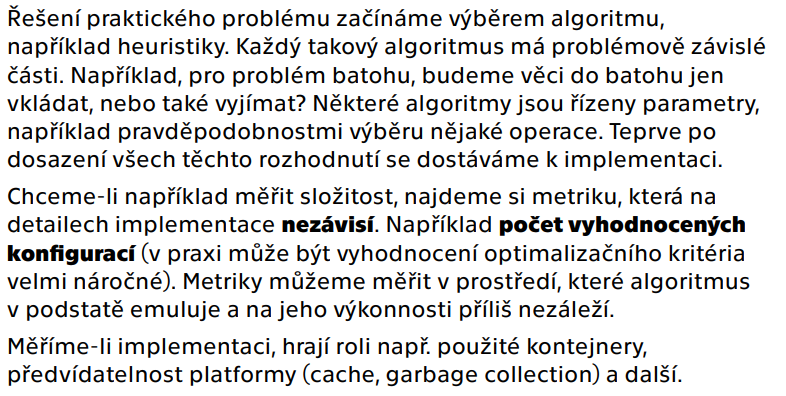 Řešení praktického problému začínáme výběrem algoritmu,
například heuristiky. Každý takový algoritmus má problémově závislé
části. Například, pro problém batohu, budeme věci do batohu jen
vkládat, nebo také vyjímat? Některé algoritmy jsou řízeny parametry,
například pravděpodobnostmi výběru nějaké operace. Teprve po
dosazení všech těchto rozhodnutí se dostáváme k implementaci.
Chceme-li například měřit složitost, najdeme si metriku, která na
detailech implementace nezávisí. Například počet vyhodnocených
konfigurací (v praxi může být vyhodnocení optimalizačního kritéria
velmi náročné). Metriky můžeme měřit v prostředí, které algoritmus
v podstatě emuluje a na jeho výkonnosti příliš nezáleží.
Měříme-li implementaci, hrají roli např. použité kontejnery,
předvídatelnost platformy (cache, garbage collection) a další.